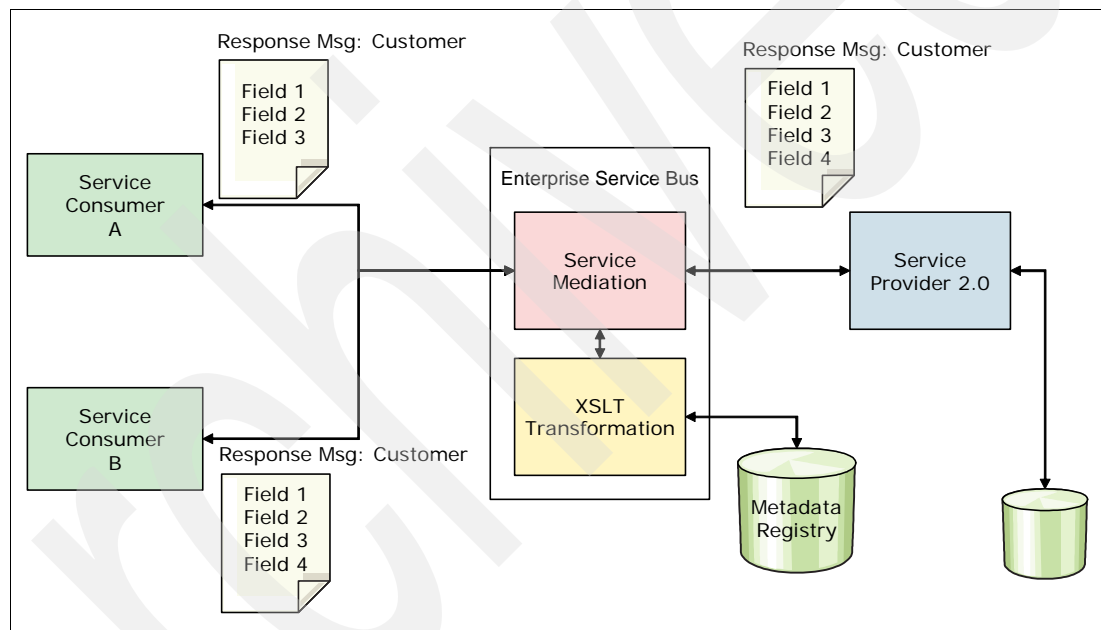 Response Msg: Customer
Field 1
Field 2
Field 3
Response Msg: Customer
Field 1
Field 2
Field 3
Field 4
Service
Consumer
A
Enterprise Service Bus
Service
Mediation
Service
Provider 2.0
XSLT
Transformation
Service
Consumer
B
Response Msg: Customer
Field 1
Field 2
Field 3
Field 4
Metadata
Registry